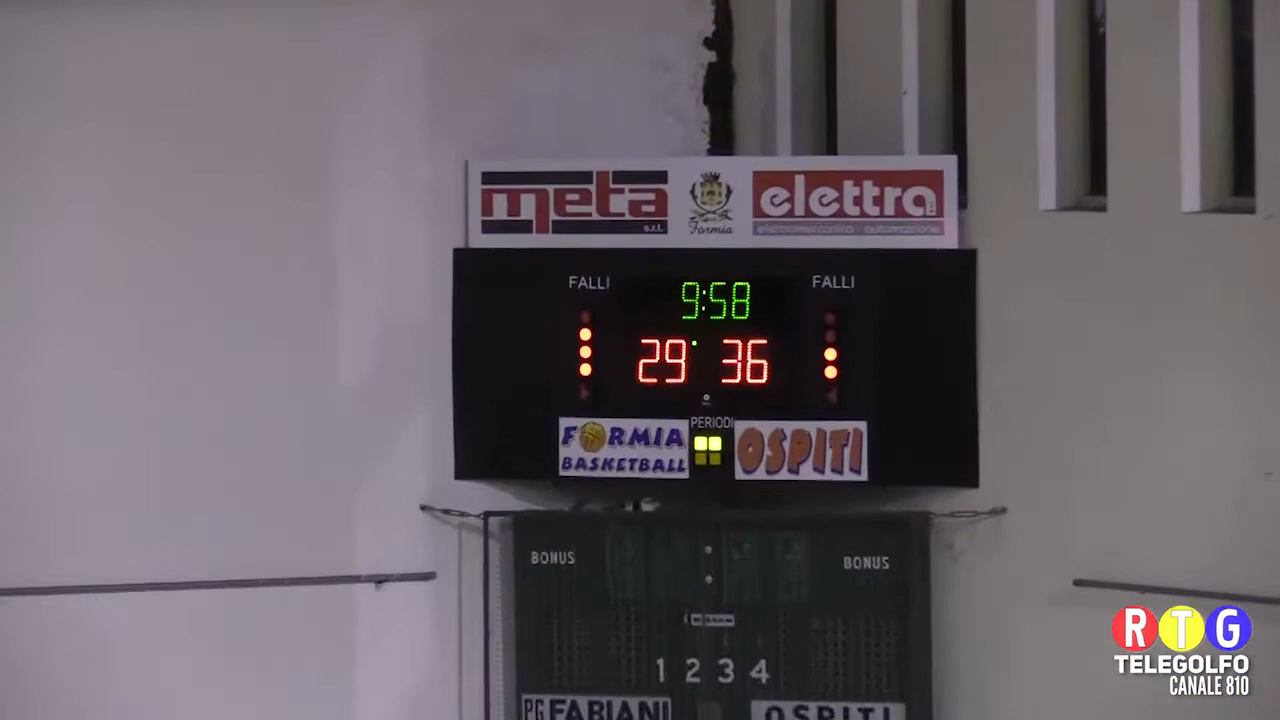 meta
s.r.l.
Formia
elettra
elettromeccanica - automazione
FALLI
9:58
FALLI
29 36
PERIODI
FORMIA
BASKETBALL
OSPITI
BONUS
BONUS
1 2 3 4
PG FABIANI
OSPITI
RTG
TELEGOLFO
CANALE 810